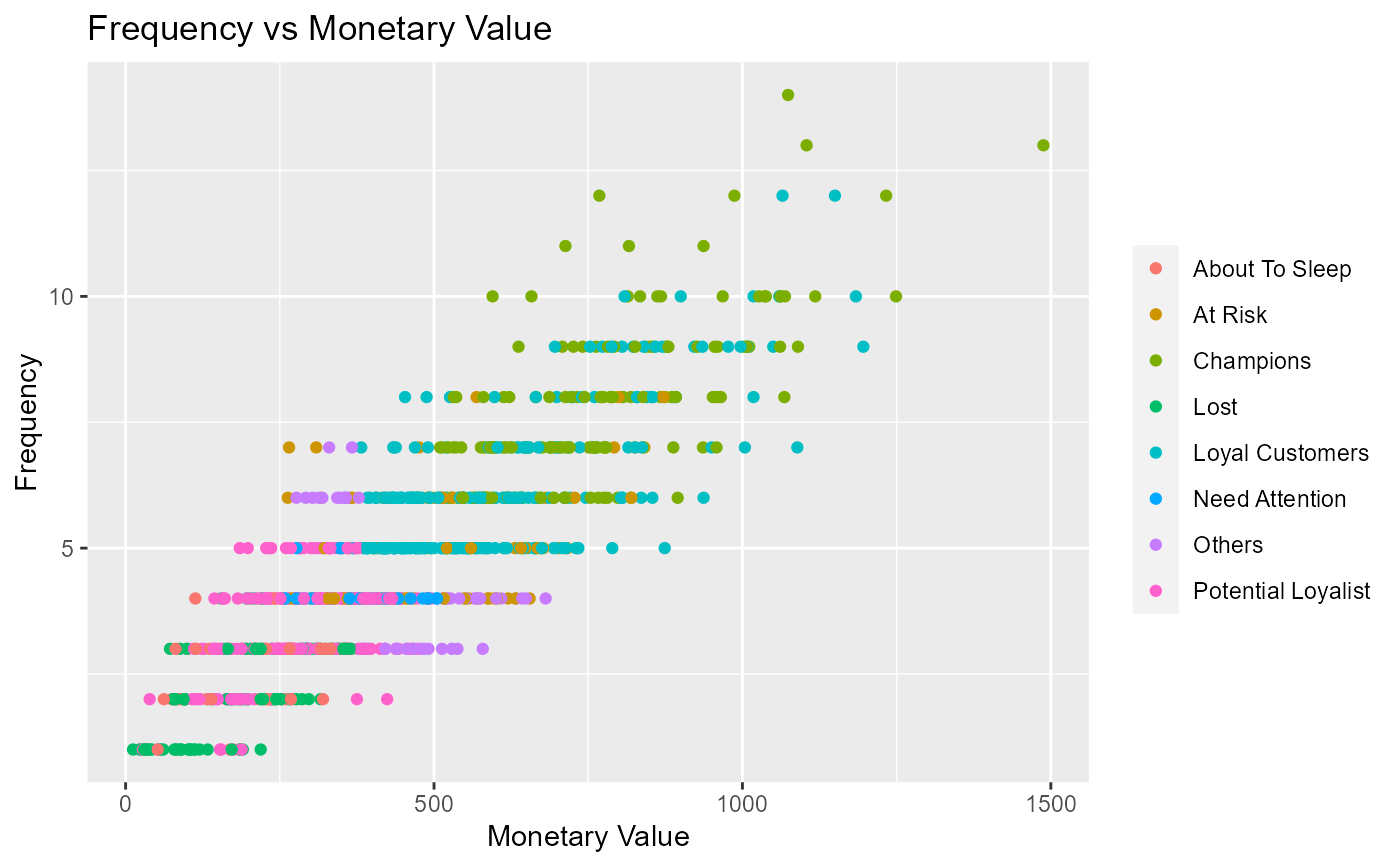 Frequency vs Monetary Value
Frequency
10
5
0
500
1000
1500
Monetary Value
About To Sleep
At Risk
Champions
Lost
Loyal Customers
Need Attention
Others
Potential Loyalist